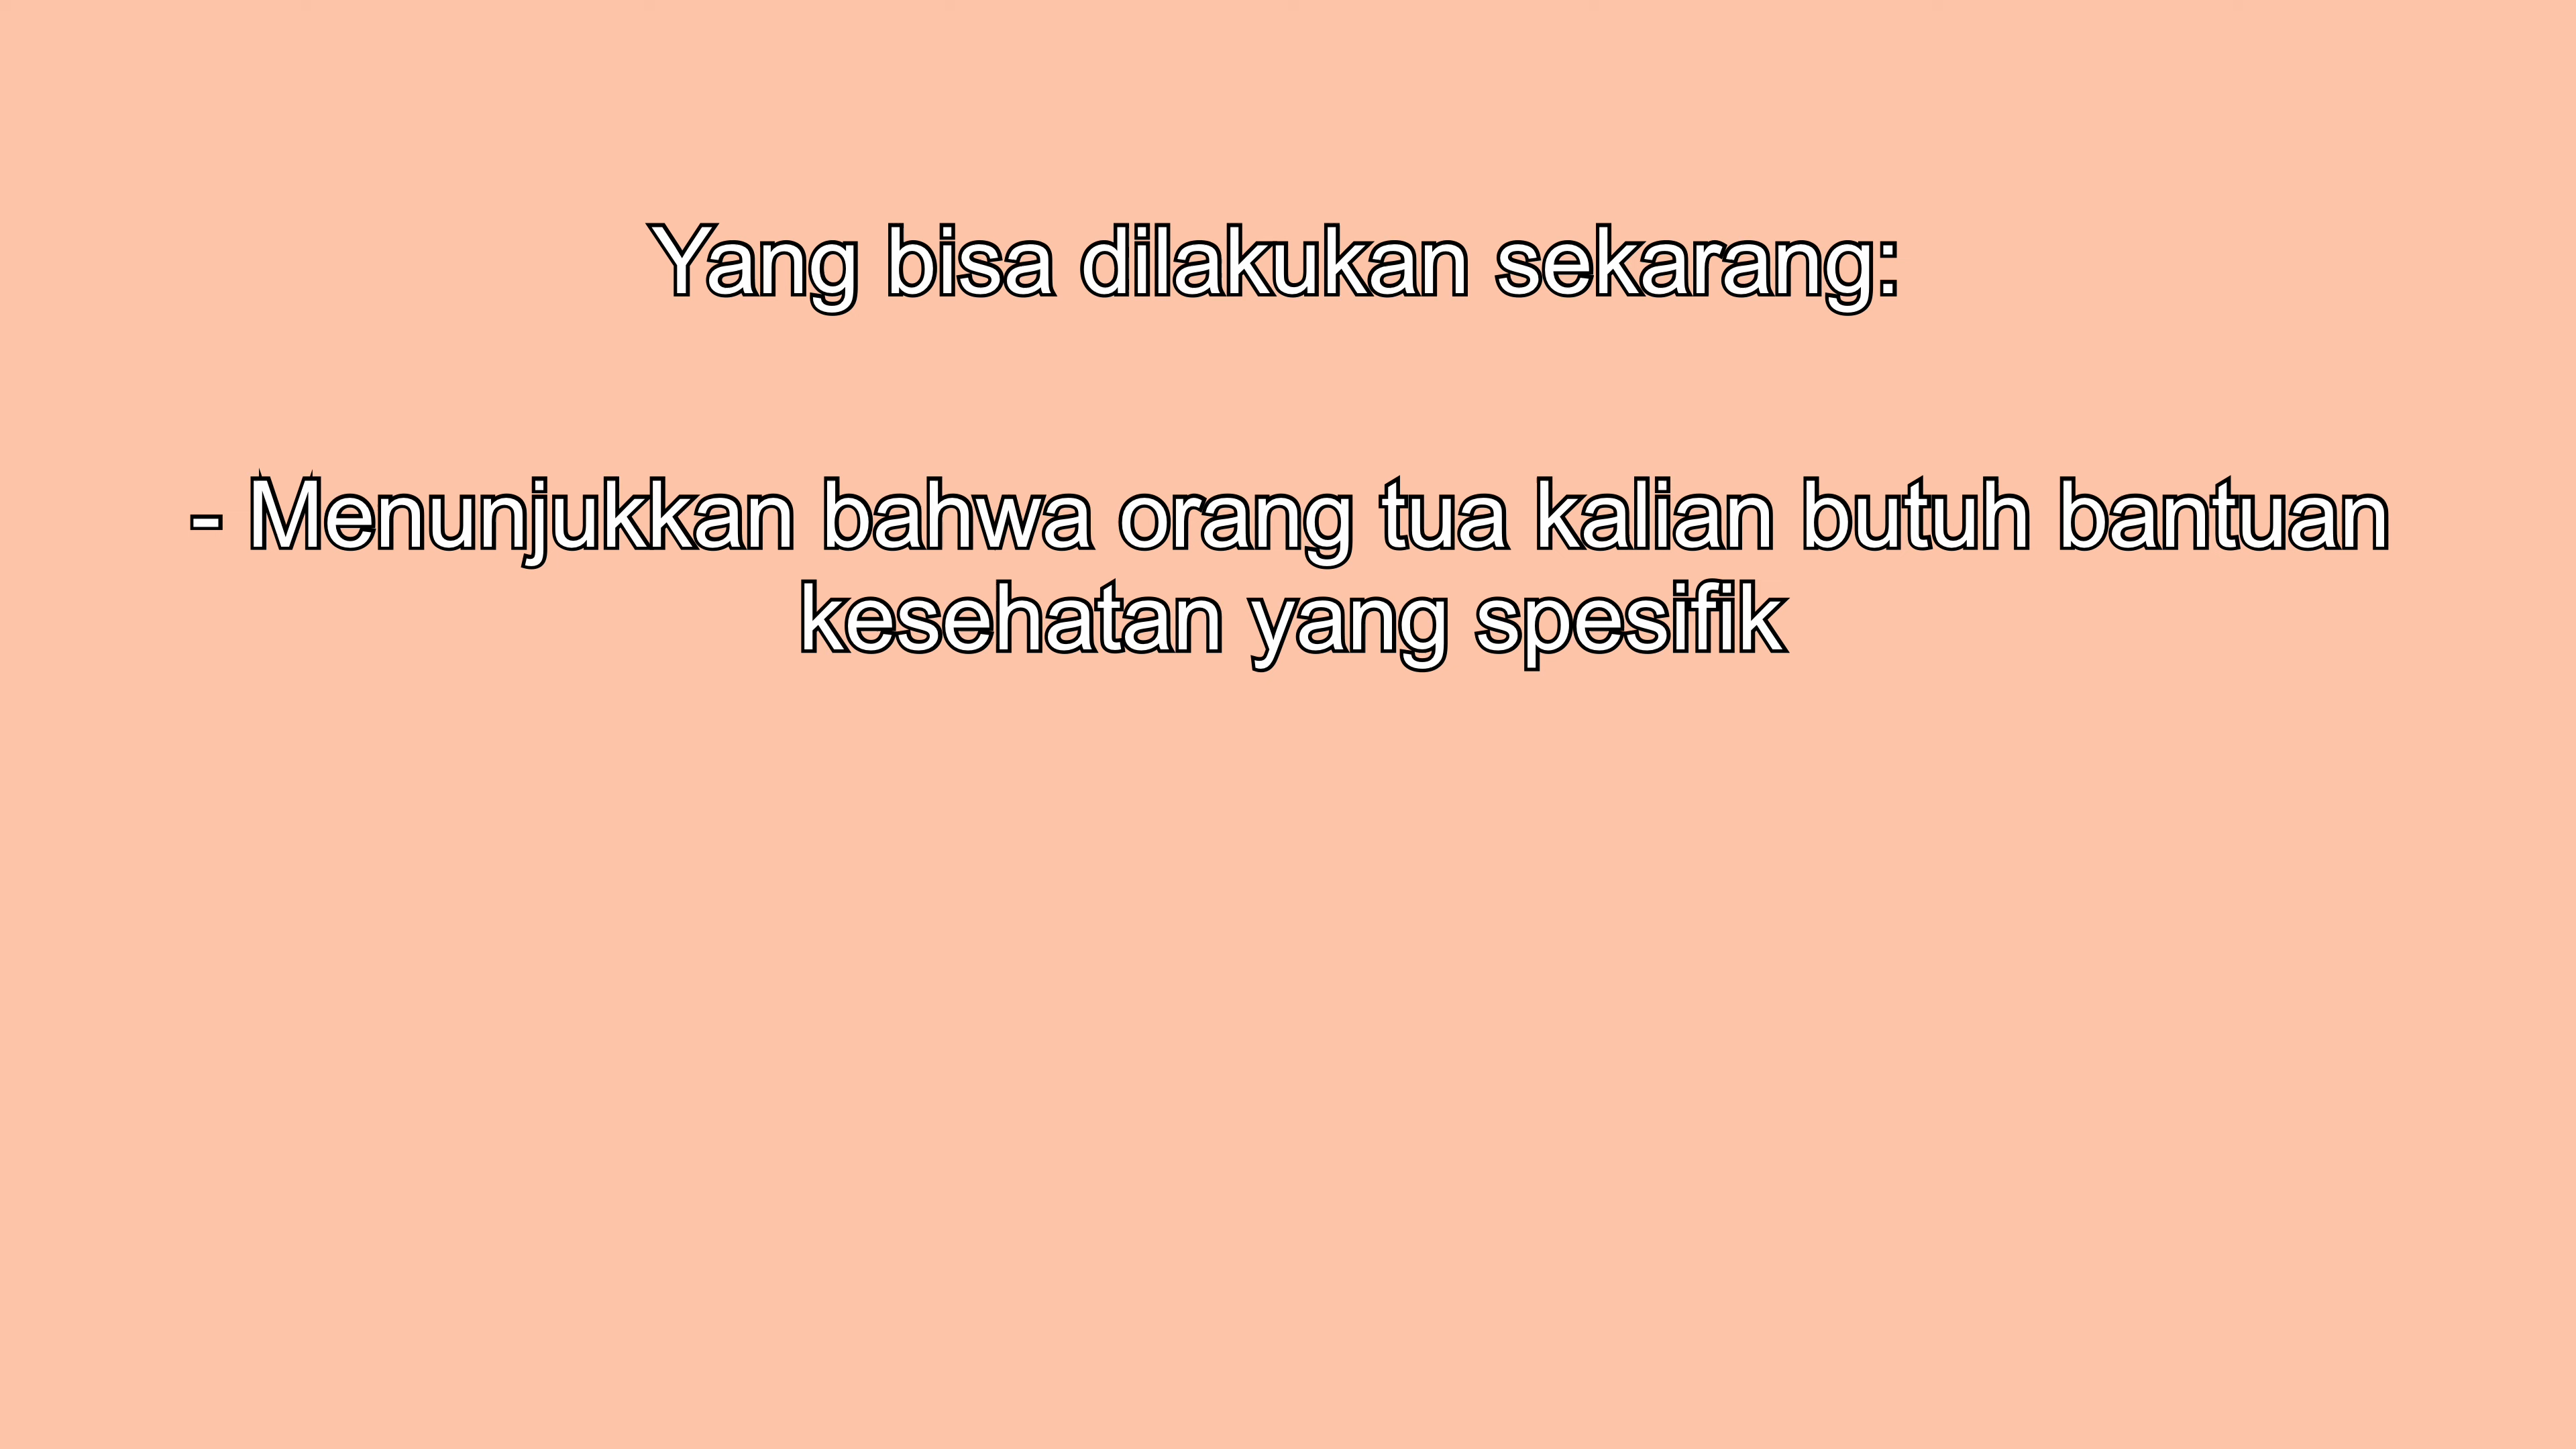 Yang bisa dilakukan sekarang:
- Menunjukkan bahwa orang tua kalian butuh bantuan
kesehatan yang spesifik